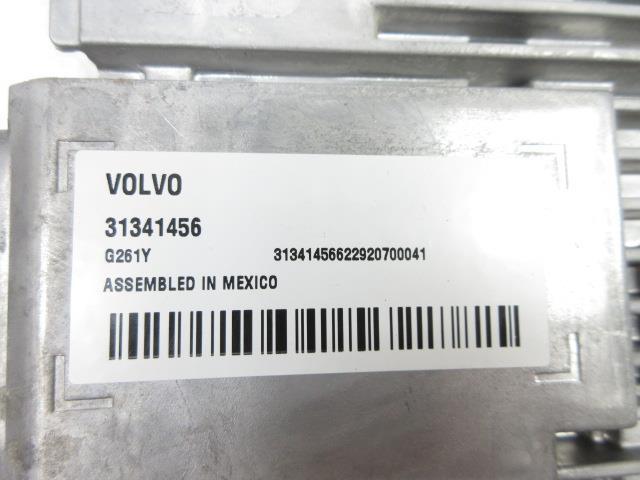 VOLVO
31341456
G261Y 31341456622920700041
ASSEMBLED IN MEXICO